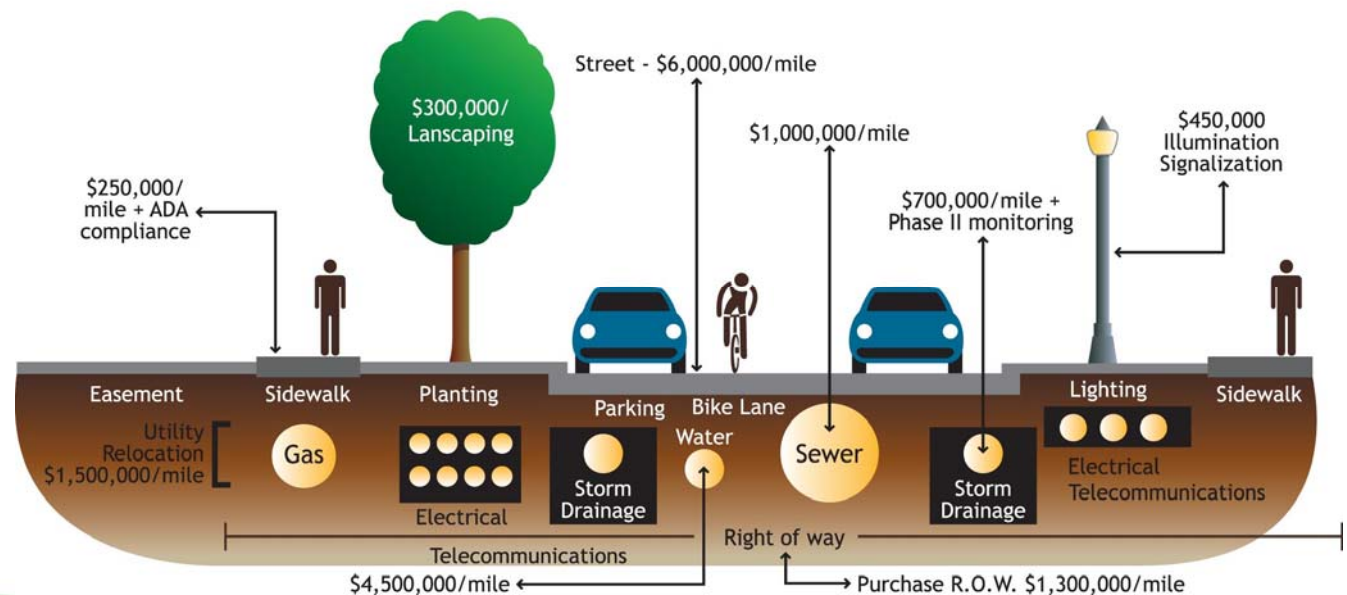 Street - $6,000,000/mile
$300,000/
Lanscaping
$1,000,000/mile
$450,000
Illumination
Signalization
$250,000/
mile + ADA
compliance
$700,000/mile +
Phase II monitoring
Easement
Sidewalk
Planting
Parking
Bike Lane
Lighting
Sidewalk
Utility
Relocation
$1,500,000/mile
Gas
Electrical
Storm
Drainage
Water
Sewer
Storm
Drainage
Electrical
Telecommunications
Right of way
Telecommunications
$4,500,000/mile
Purchase R.O.W. $1,300,000/mile